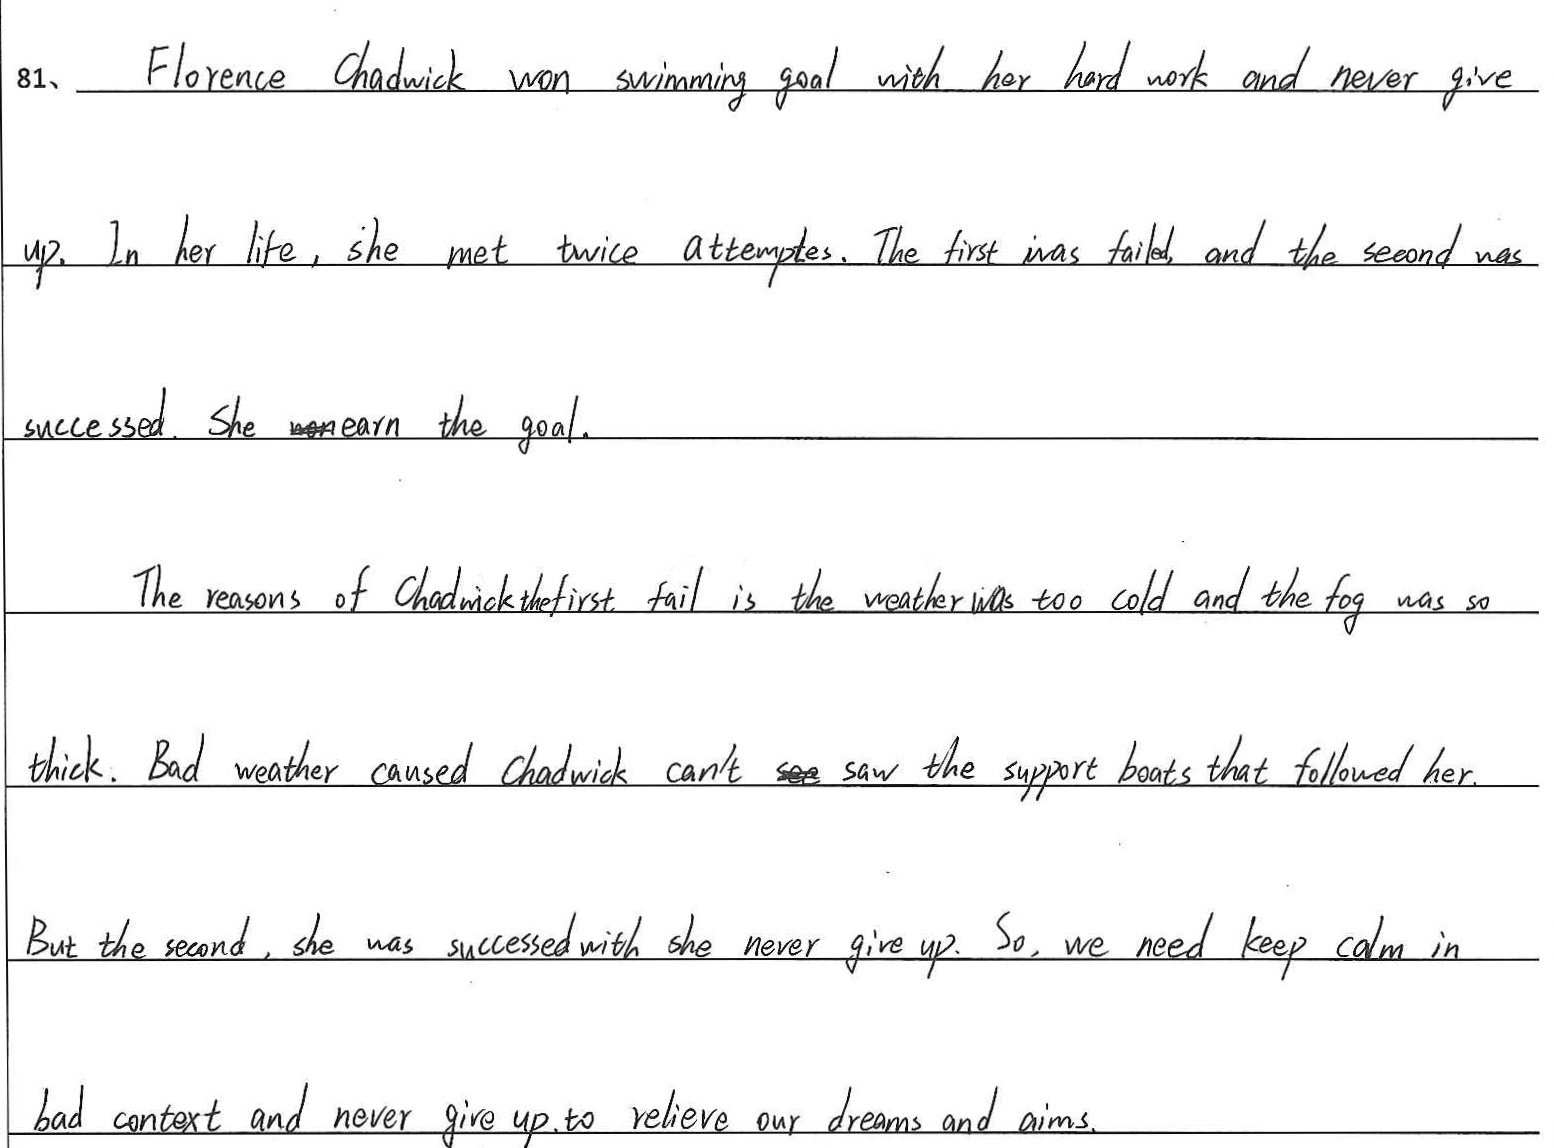 81、 Florence Chadwick won swimming goal with her hard work and never give
up. In her life, she met twice attemptes. The first was failed, and the second was
successed. She earn the goal.
The reasons of Chadwick the first fail is the weather was too cold and the fog was so
thick. Bad weather caused Chadwick can't saw the support boats that followed her.
But the second, she was successed with she never give up. So, we need keep calm in
bad context and never give up. to relieve our dreams and aims.